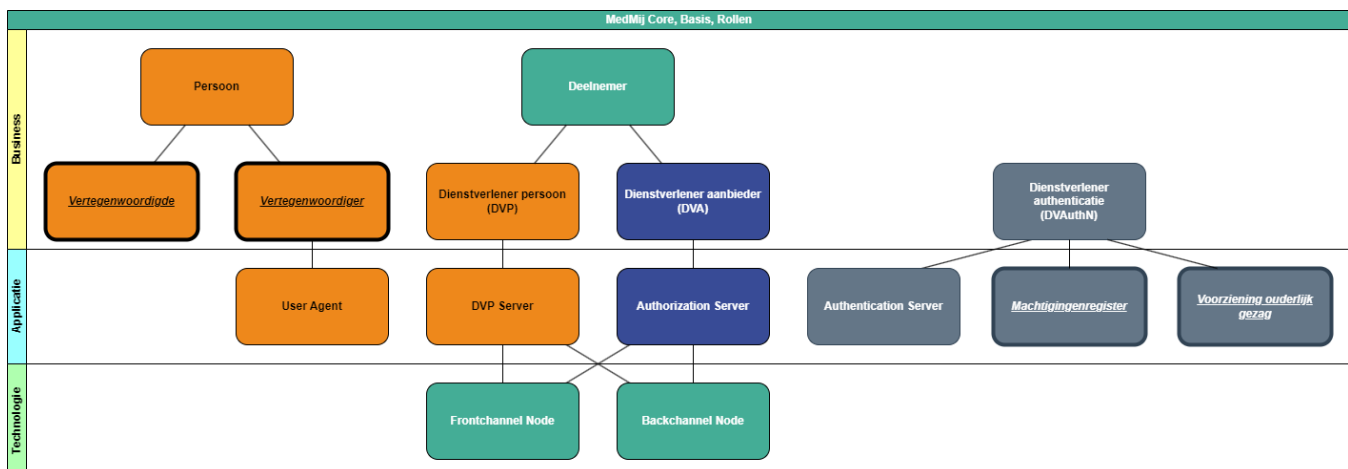 MedMij Core, Basis, Rollen
Business
Persoon
Deelnemer
Vertegenwoordigde
Vertegenwoordiger
Dienstverlener persoon
(DVP)
Dienstverlener aanbieder
(DVA)
Dienstverlener
authenticatie
(DVAuthN)
Applicatie
User Agent
DVP Server
Authorization Server
Authentication Server
Machtigingenregister
Voorziening ouderlijk
gezag
Technologie
Frontchannel Node
Backchannel Node